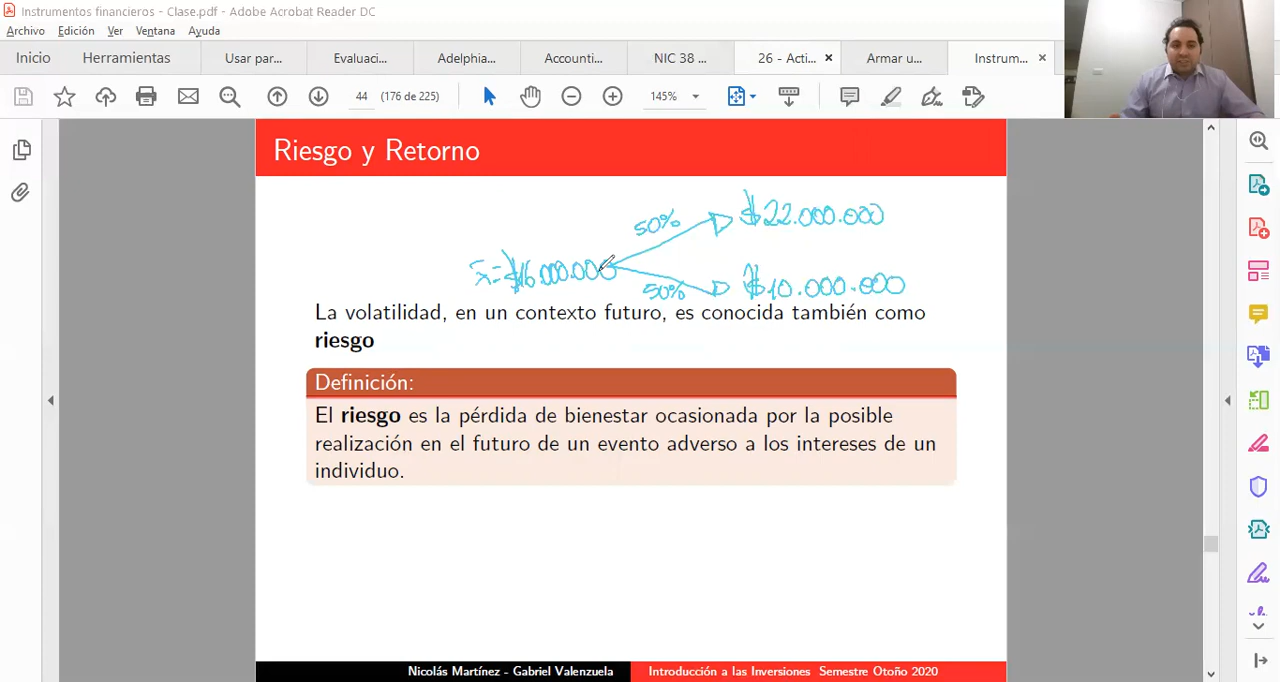 Instrumentos financieros - Clase.pdf - Adobe Acrobat Reader DC
Archivo Edición Ver Ventana Ayuda
Inicio Herramientas Usar par... Evaluaci... Adelphia... Accounti... NIC 38 ... 26 - Acti... Armar u... Instrum...
44 (176 de 225) 145%
Riesgo y Retorno
50% $22.000.000
x̄=$16.000.000
50% $10.000.000
La volatilidad, en un contexto futuro, es conocida también como
riesgo
Definición:
El riesgo es la pérdida de bienestar ocasionada por la posible
realización en el futuro de un evento adverso a los intereses de un
individuo.
Nicolás Martínez - Gabriel Valenzuela Introducción a las Inversiones Semestre Otoño 2020